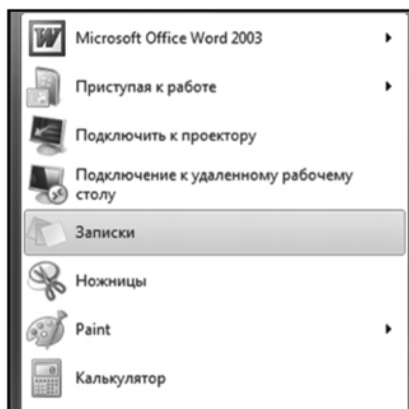 Microsoft Office Word 2003
Приступая к работе
Подключить к проектору
Подключение к удаленному рабочему
столу
Записки
Ножницы
Paint
Калькулятор